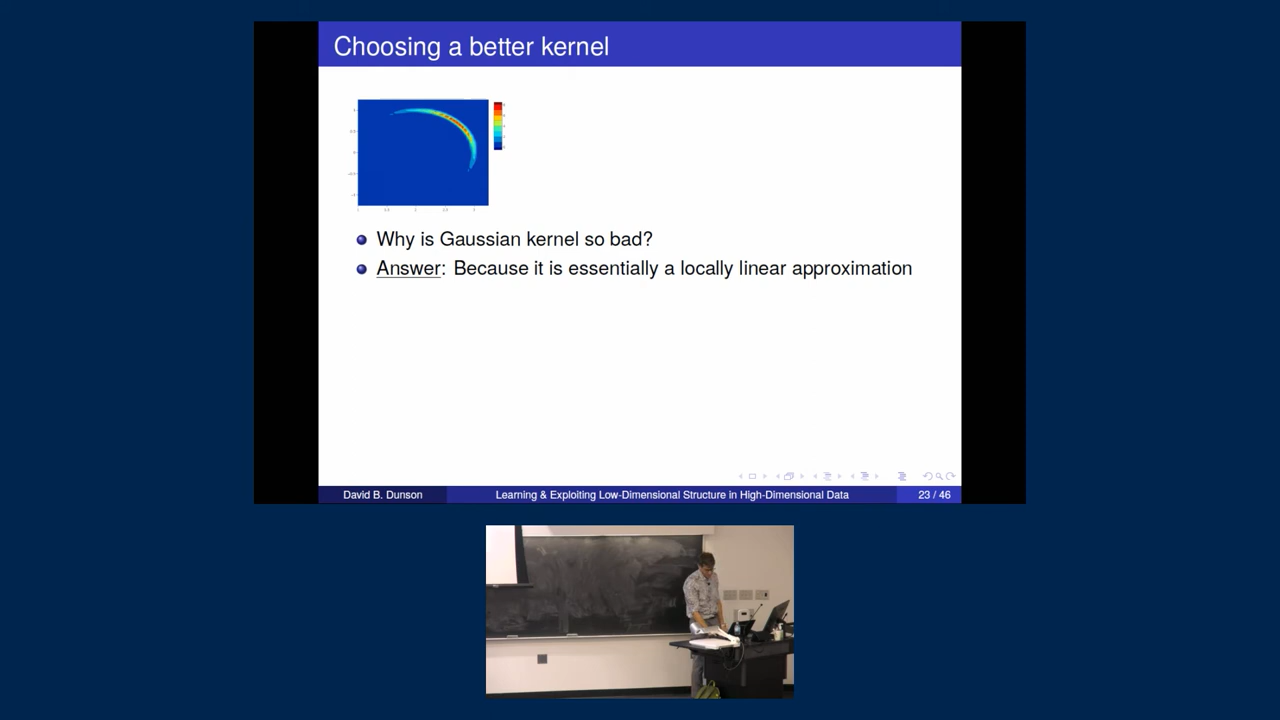 Choosing a better kernel
Why is Gaussian kernel so bad?
Answer: Because it is essentially a locally linear approximation
David B. Dunson
Learning & Exploiting Low-Dimensional Structure in High-Dimensional Data
23 / 46